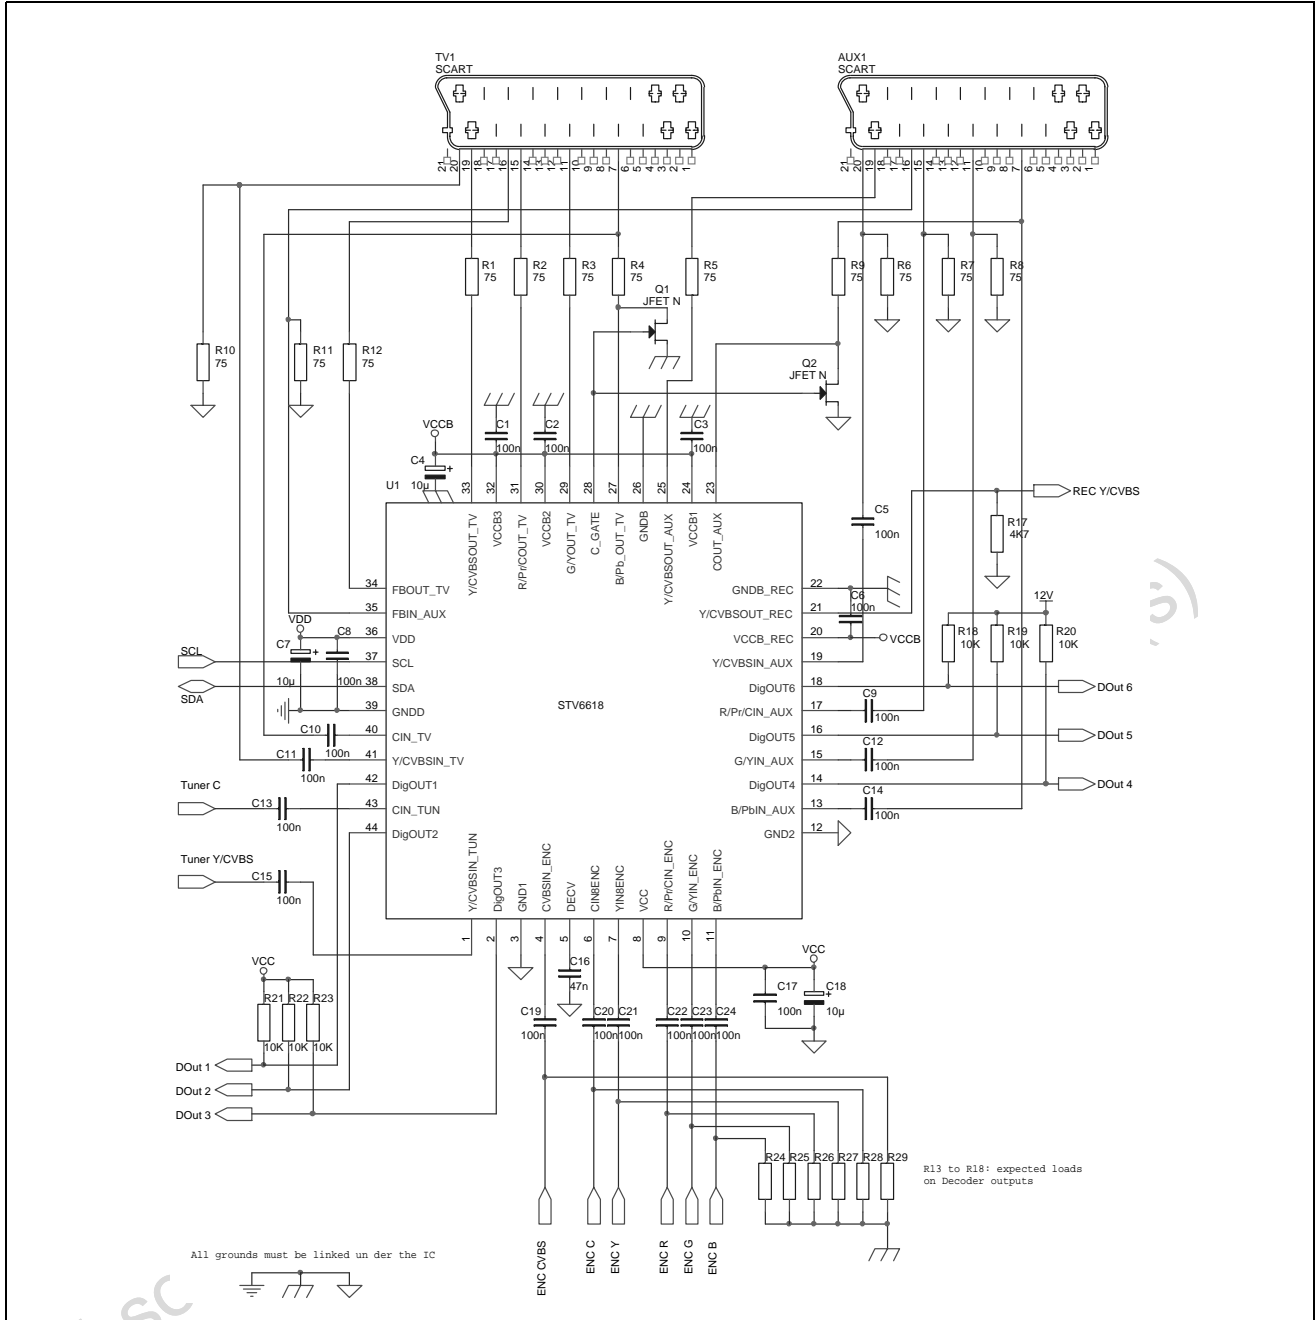 TV1
SCART
AUX1
SCART
21 20 19 18 17 16 15 14 13 12 11 10 9 8 7 6 5 4 3 2 1
21 20 19 18 17 16 15 14 13 12 11 10 9 8 7 6 5 4 3 2 1
R1 75
R2 75
R3 75
R4 75
R5 75
R9 75
R6 75
R7 75
R8 75
Q1
JFET N
R10 75
R11 75
R12 75
Q2
JFET N
VCCB
C1 100n
C2 100n
C3 100n
C4 10µ
U1
33 32 31 30 29 28 27 26 25 24 23
Y/CVBSOUT_TV
VCCB3
R/Pr/COUT_TV
VCCB2
G/YOUT_TV
C_GATE
B/Pb_OUT_TV
GNDB
Y/CVBSOUT_AUX
VCCB1
COUT_AUX
C5 100n
REC Y/CVBS
R17 4K7
34 FBOUT_TV
35 FBIN_AUX
36 VDD
37 SCL
38 SDA
39 GNDD
40 CIN_TV
41 Y/CVBSIN_TV
42 DigOUT1
43 CIN_TUN
44 DigOUT2
VDD
C7 10µ
C8 100n
SCL
SDA
C10 100n
C11 100n
Tuner C
C13 100n
Tuner Y/CVBS
C15 100n
STV6618
GNDB_REC 22
Y/CVBSOUT_REC 21
VCCB_REC 20
Y/CVBSIN_AUX 19
DigOUT6 18
R/Pr/CIN_AUX 17
DigOUT5 16
G/YIN_AUX 15
DigOUT4 14
B/PbIN_AUX 13
GND2 12
C6 100n
VCCB
12V
R18 10K
R19 10K
R20 10K
DOut 6
C9 100n
DOut 5
C12 100n
DOut 4
C14 100n
Y/CVBSIN_TUN
DigOUT3
GND1
CVBSIN_ENC
DECV
CIN8ENC
YIN8ENC
VCC
R/Pr/CIN_ENC
G/YIN_ENC
B/PbIN_ENC
1 2 3 4 5 6 7 8 9 10 11
VCC
R21 10K
R22 10K
R23 10K
DOut 1
DOut 2
DOut 3
C16 47n
VCC
C17 100n
C18 10µ
C19 100n
C20 100n
C21 100n
C22 100n
C23 100n
C24 100n
R24 R25 R26 R27 R28 R29
R13 to R18: expected loads
on Decoder outputs
ENC CVBS
ENC C
ENC Y
ENC R
ENC G
ENC B
All grounds must be linked un der the IC
s)
sc